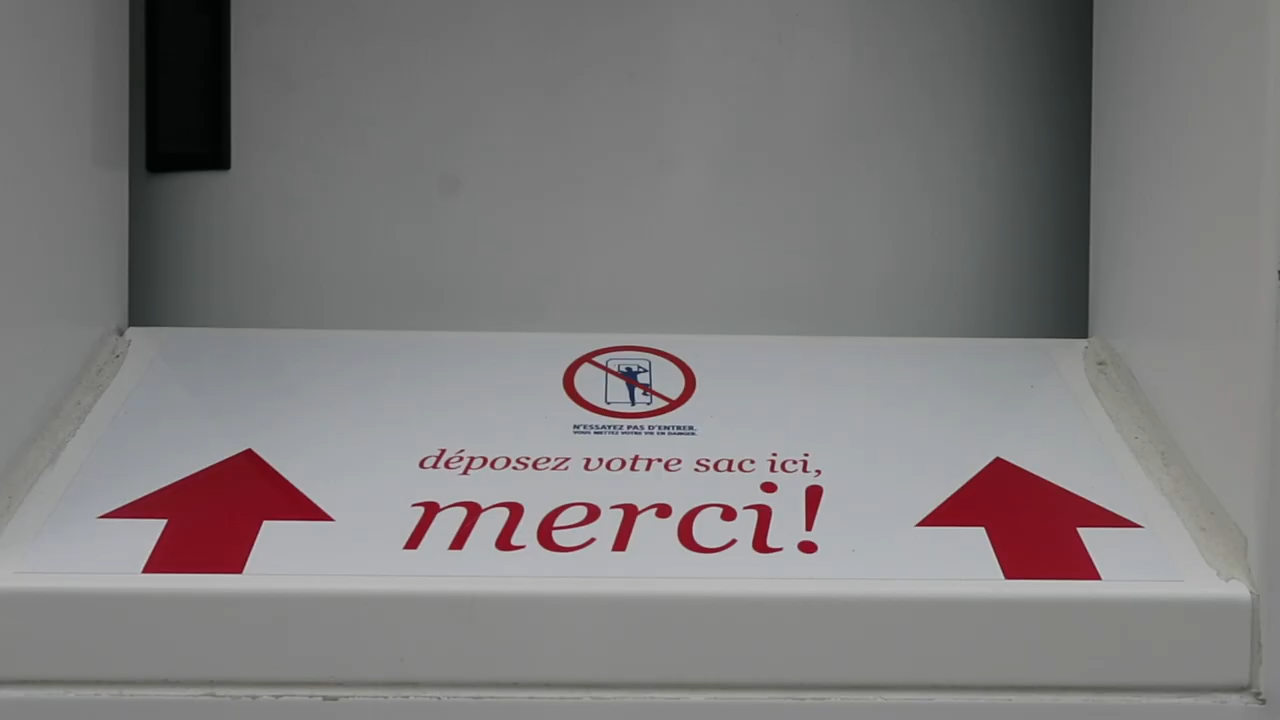 N'ESSAYEZ PAS D'ENTRER.
VOUS METTEZ VOTRE VIE EN DANGER.
déposez votre sac ici,
merci!